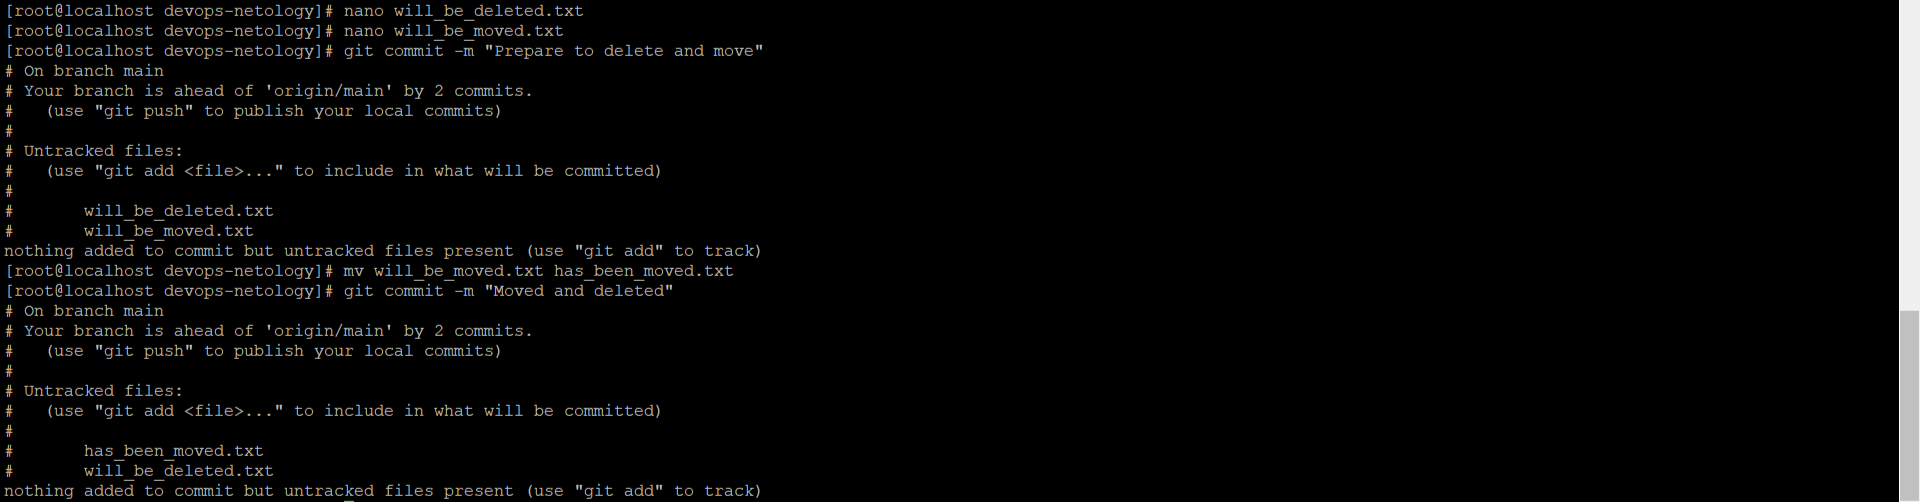 [root@localhost devops-netology]# nano will_be_deleted.txt
[root@localhost devops-netology]# nano will_be_moved.txt
[root@localhost devops-netology]# git commit -m "Prepare to delete and move"
# On branch main
# Your branch is ahead of 'origin/main' by 2 commits.
#   (use "git push" to publish your local commits)
#
# Untracked files:
#   (use "git add <file>..." to include in what will be committed)
#
#       will_be_deleted.txt
#       will_be_moved.txt
nothing added to commit but untracked files present (use "git add" to track)
[root@localhost devops-netology]# mv will_be_moved.txt has_been_moved.txt
[root@localhost devops-netology]# git commit -m "Moved and deleted"
# On branch main
# Your branch is ahead of 'origin/main' by 2 commits.
#   (use "git push" to publish your local commits)
#
# Untracked files:
#   (use "git add <file>..." to include in what will be committed)
#
#       has_been_moved.txt
#       will_be_deleted.txt
nothing added to commit but untracked files present (use "git add" to track)